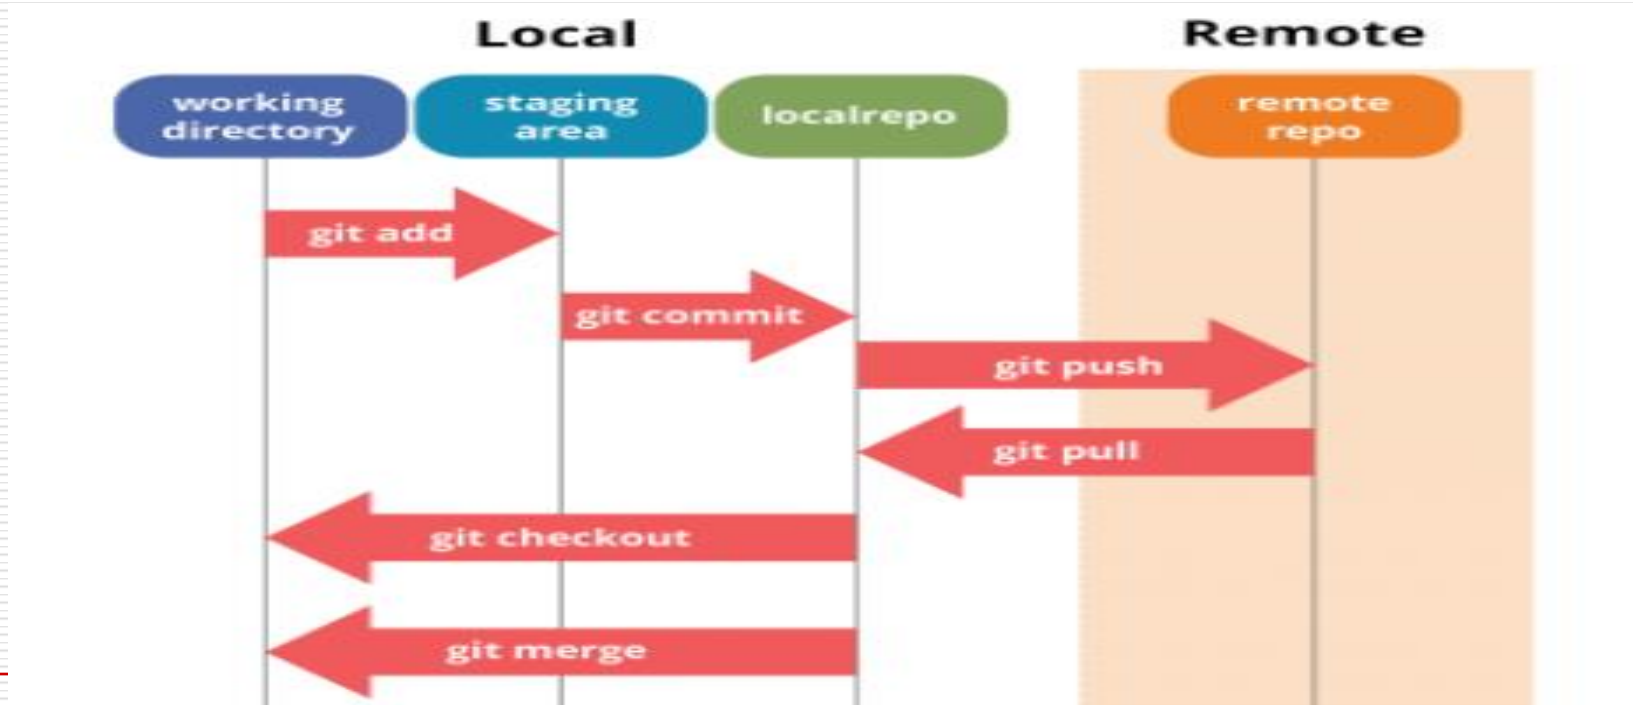 Local
Remote
working
directory
staging
area
localrepo
remote
repo
git add
git commit
git push
git pull
git checkout
git merge